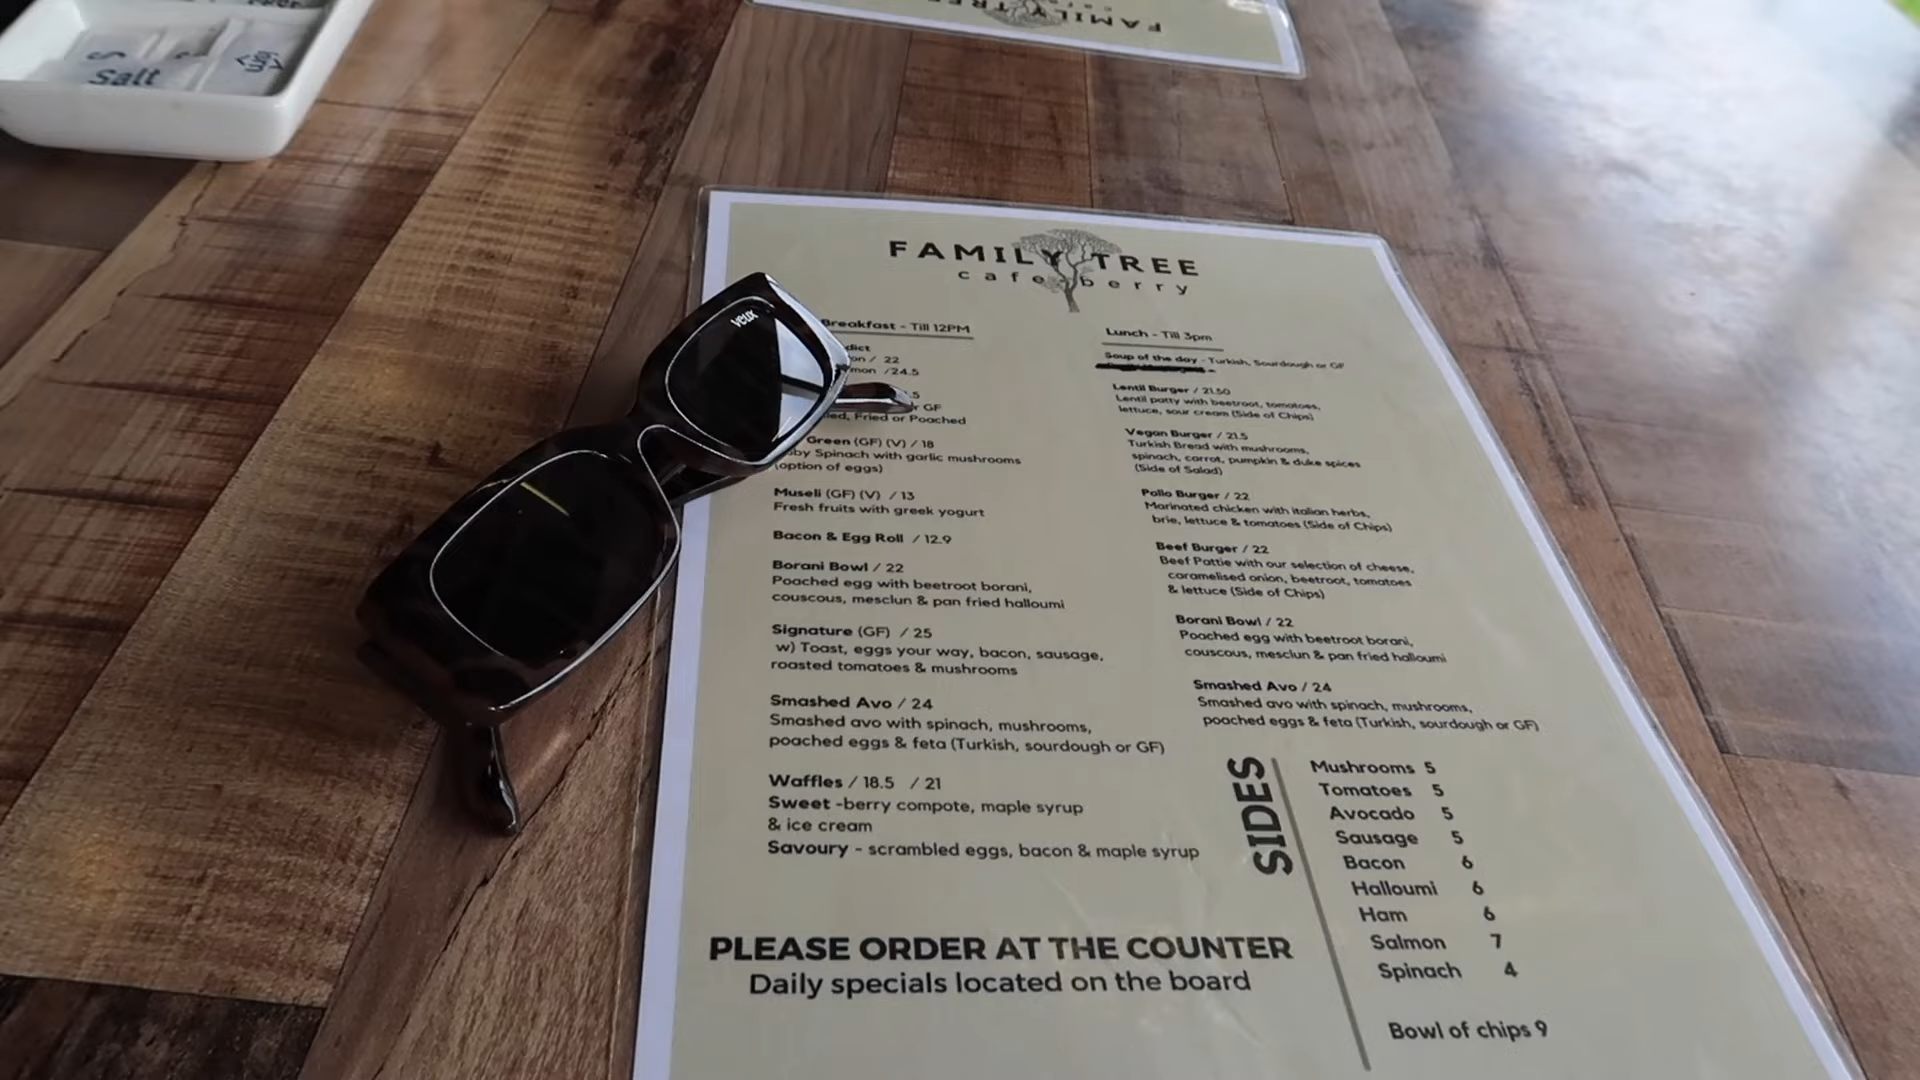 Salt
FAMILY TREE
FAMILY TREE
cafe berry
Breakfast - Till 12PM
/ 22
/24.5
GF
Fried or Poached
Green (GF) (V) / 18
Spinach with garlic mushrooms
(option of eggs)
Museli (GF) (V) / 13
Fresh fruits with greek yogurt
Bacon & Egg Roll / 12.9
Borani Bowl / 22
Poached egg with beetroot borani,
couscous, mesclun & pan fried halloumi
Signature (GF) / 25
w) Toast, eggs your way, bacon, sausage,
roasted tomatoes & mushrooms
Smashed Avo / 24
Smashed avo with spinach, mushrooms,
poached eggs & feta (Turkish, sourdough or GF)
Waffles / 18.5 / 21
Sweet -berry compote, maple syrup
& ice cream
Savoury - scrambled eggs, bacon & maple syrup
Lunch - Till 3pm
Soup of the day - Turkish, Sourdough or GF
Lentil Burger / 21.50
Lentil patty with beetroot, tomatoes,
lettuce, sour cream (Side of Chips)
Vegan Burger / 21.5
Turkish Bread with mushrooms,
spinach, carrot, pumpkin & duke spices
(Side of Salad)
Pollo Burger / 22
Marinated chicken with italian herbs,
brie, lettuce & tomatoes (Side of Chips)
Beef Burger / 22
Beef Pattie with our selection of cheese,
caramelised onion, beetroot, tomatoes
& lettuce (Side of Chips)
Borani Bowl / 22
Poached egg with beetroot borani,
couscous, mesclun & pan fried halloumi
Smashed Avo / 24
Smashed avo with spinach, mushrooms,
poached eggs & feta (Turkish, sourdough or GF)
SIDES
Mushrooms 5
Tomatoes 5
Avocado 5
Sausage 5
Bacon 6
Halloumi 6
Ham 6
Salmon 7
Spinach 4
Bowl of chips 9
PLEASE ORDER AT THE COUNTER
Daily specials located on the board